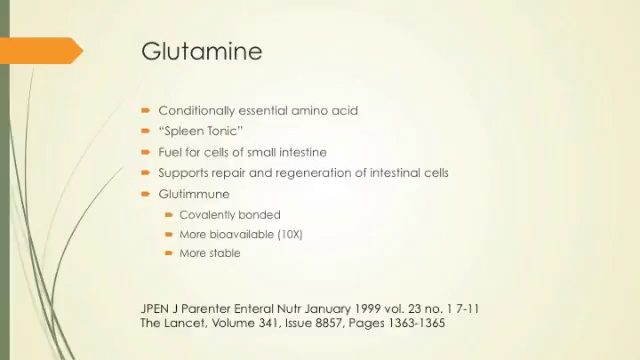 Glutamine
Conditionally essential amino acid
“Spleen Tonic”
Fuel for cells of small intestine
Supports repair and regeneration of intestinal cells
Glutimmune
Covalently bonded
More bioavailable (10X)
More stable
JPEN J Parenter Enteral Nutr January 1999 vol. 23 no. 1 7-11
The Lancet, Volume 341, Issue 8857, Pages 1363-1365